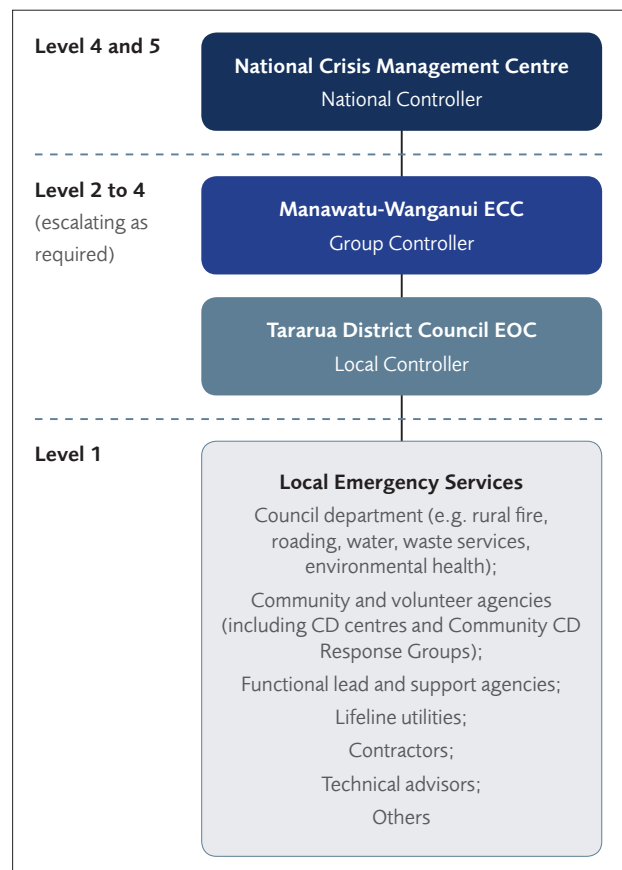 Level 4 and 5
National Crisis Management Centre
National Controller
Level 2 to 4
(escalating as
required)
Manawatu-Wanganui ECC
Group Controller
Tararua District Council EOC
Local Controller
Level 1
Local Emergency Services
Council department (e.g. rural fire,
roading, water, waste services,
environmental health);
Community and volunteer agencies
(including CD centres and Community CD
Response Groups);
Functional lead and support agencies;
Lifeline utilities;
Contractors;
Technical advisors;
Others